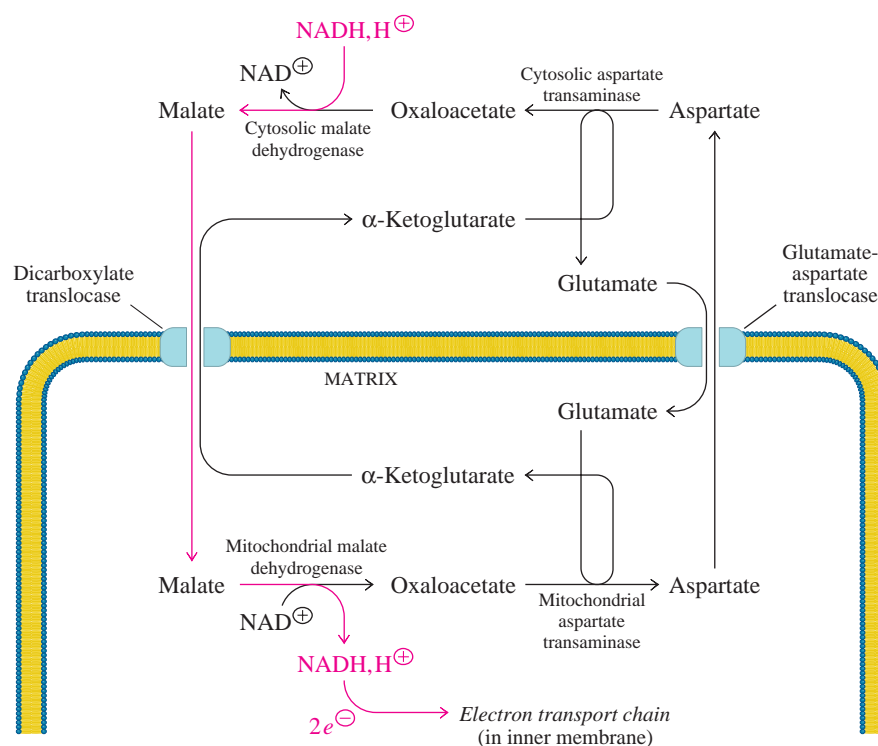 NADH, H⊕
NAD⊕
Cytosolic aspartate
transaminase
Malate
Oxaloacetate
Aspartate
Cytosolic malate
dehydrogenase
α-Ketoglutarate
Dicarboxylate
translocase
Glutamate
Glutamate-
aspartate
translocase
MATRIX
Glutamate
α-Ketoglutarate
Mitochondrial malate
dehydrogenase
Malate
Oxaloacetate
Aspartate
NAD⊕
Mitochondrial
aspartate
transaminase
NADH, H⊕
2e⊖
Electron transport chain
(in inner membrane)